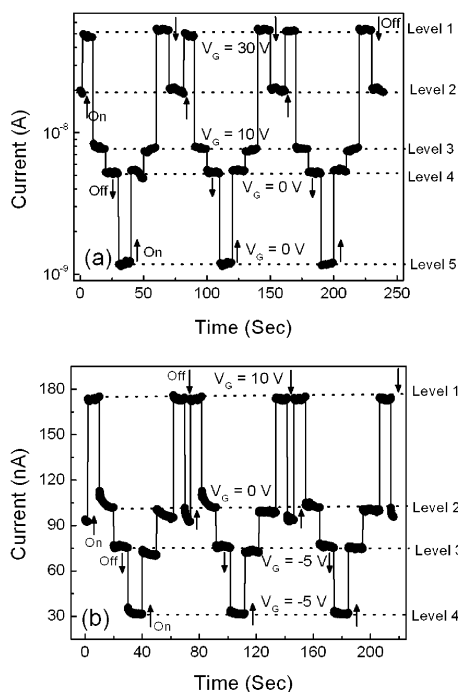 Off
Level 1
V_G = 30 V
Level 2
On
10⁻⁸
V_G = 10 V
Level 3
Level 4
Off
V_G = 0 V
On
V_G = 0 V
(a)
10⁻⁹
Level 5
Current (A)
0 50 100 150 200 250
Time (Sec)
Off
V_G = 10 V
180
Level 1
150
120
V_G = 0 V
Level 2
90
On
Level 3
Off
V_G = -5 V
60
V_G = -5 V
30
(b)
On
Level 4
Current (nA)
0 40 80 120 160 200
Time (Sec)